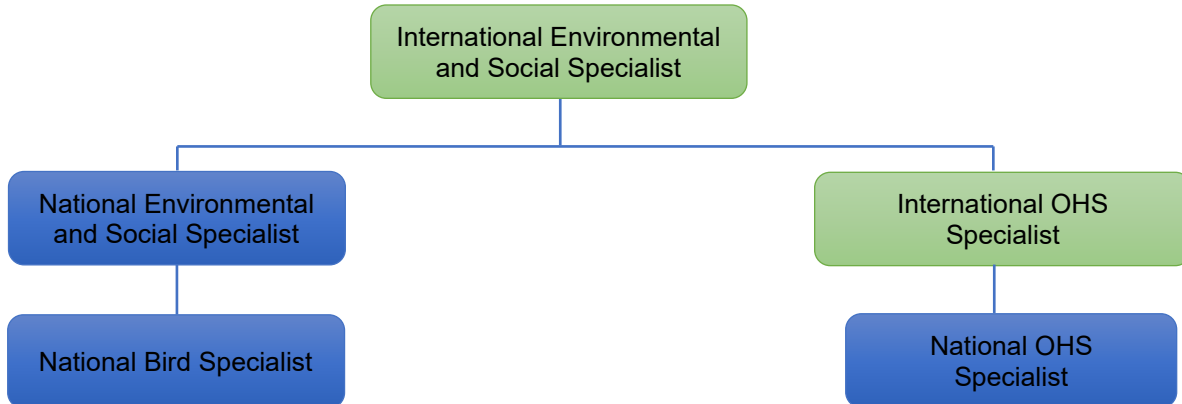 International Environmental
and Social Specialist
National Environmental
and Social Specialist
International OHS
Specialist
National Bird Specialist
National OHS
Specialist